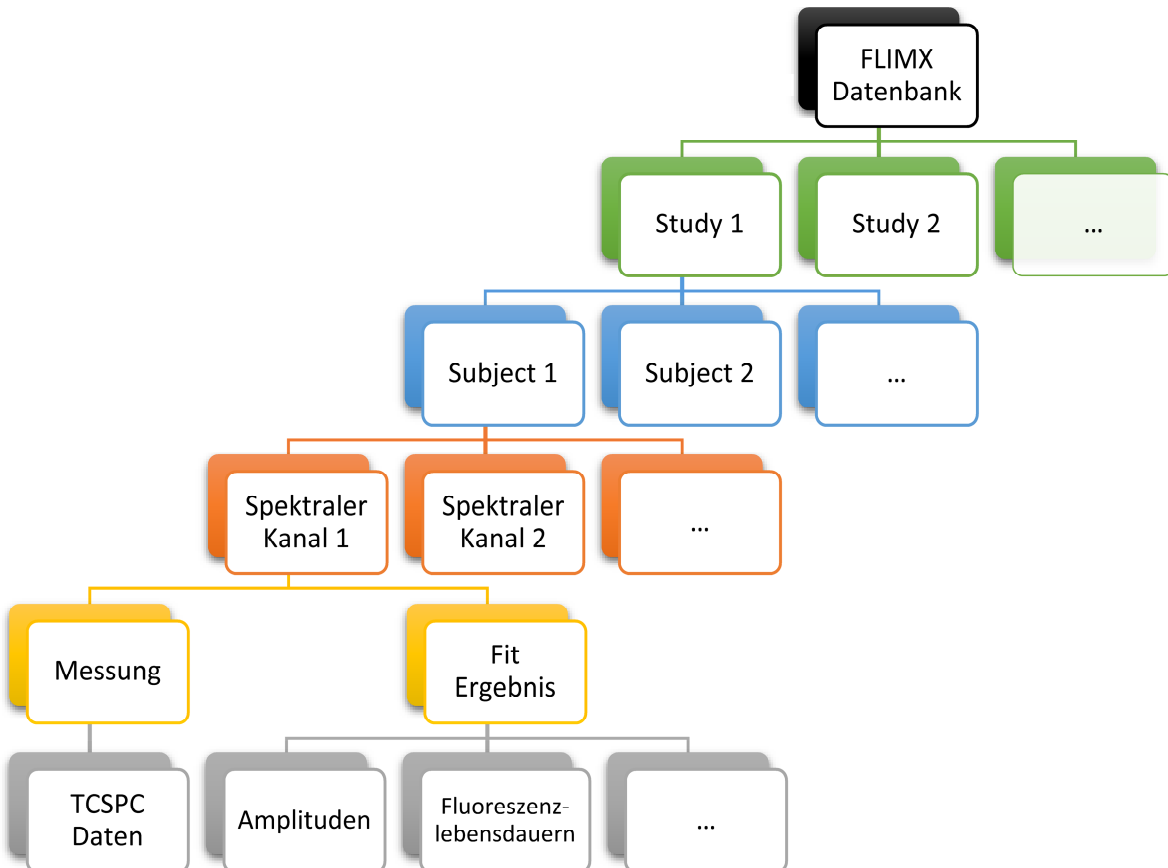 FLIMX
Datenbank
Study 1
Study 2
...
Subject 1
Subject 2
...
Spektraler
Kanal 1
Spektraler
Kanal 2
...
Messung
Fit
Ergebnis
TCSPC
Daten
Amplituden
Fluoreszenz-
lebensdauern
...